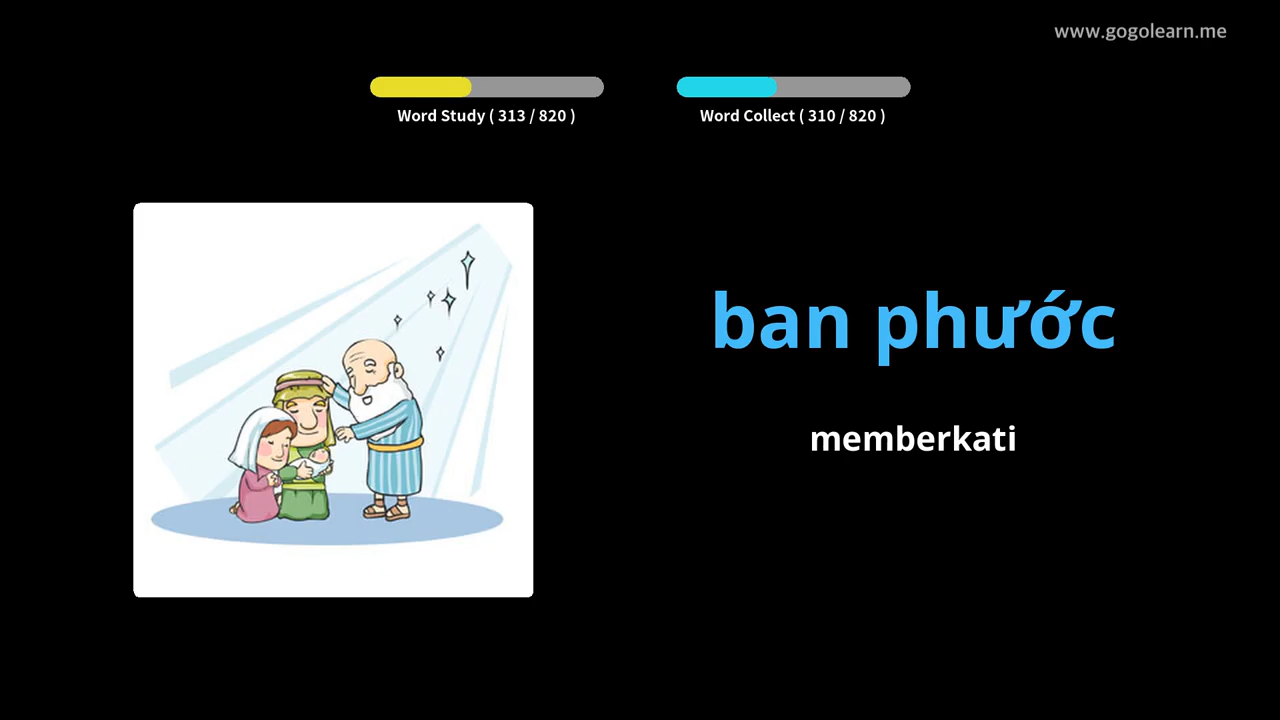 www.gogolearn.me
Word Study ( 313 / 820 )
Word Collect ( 310 / 820 )
ban phước
memberkati